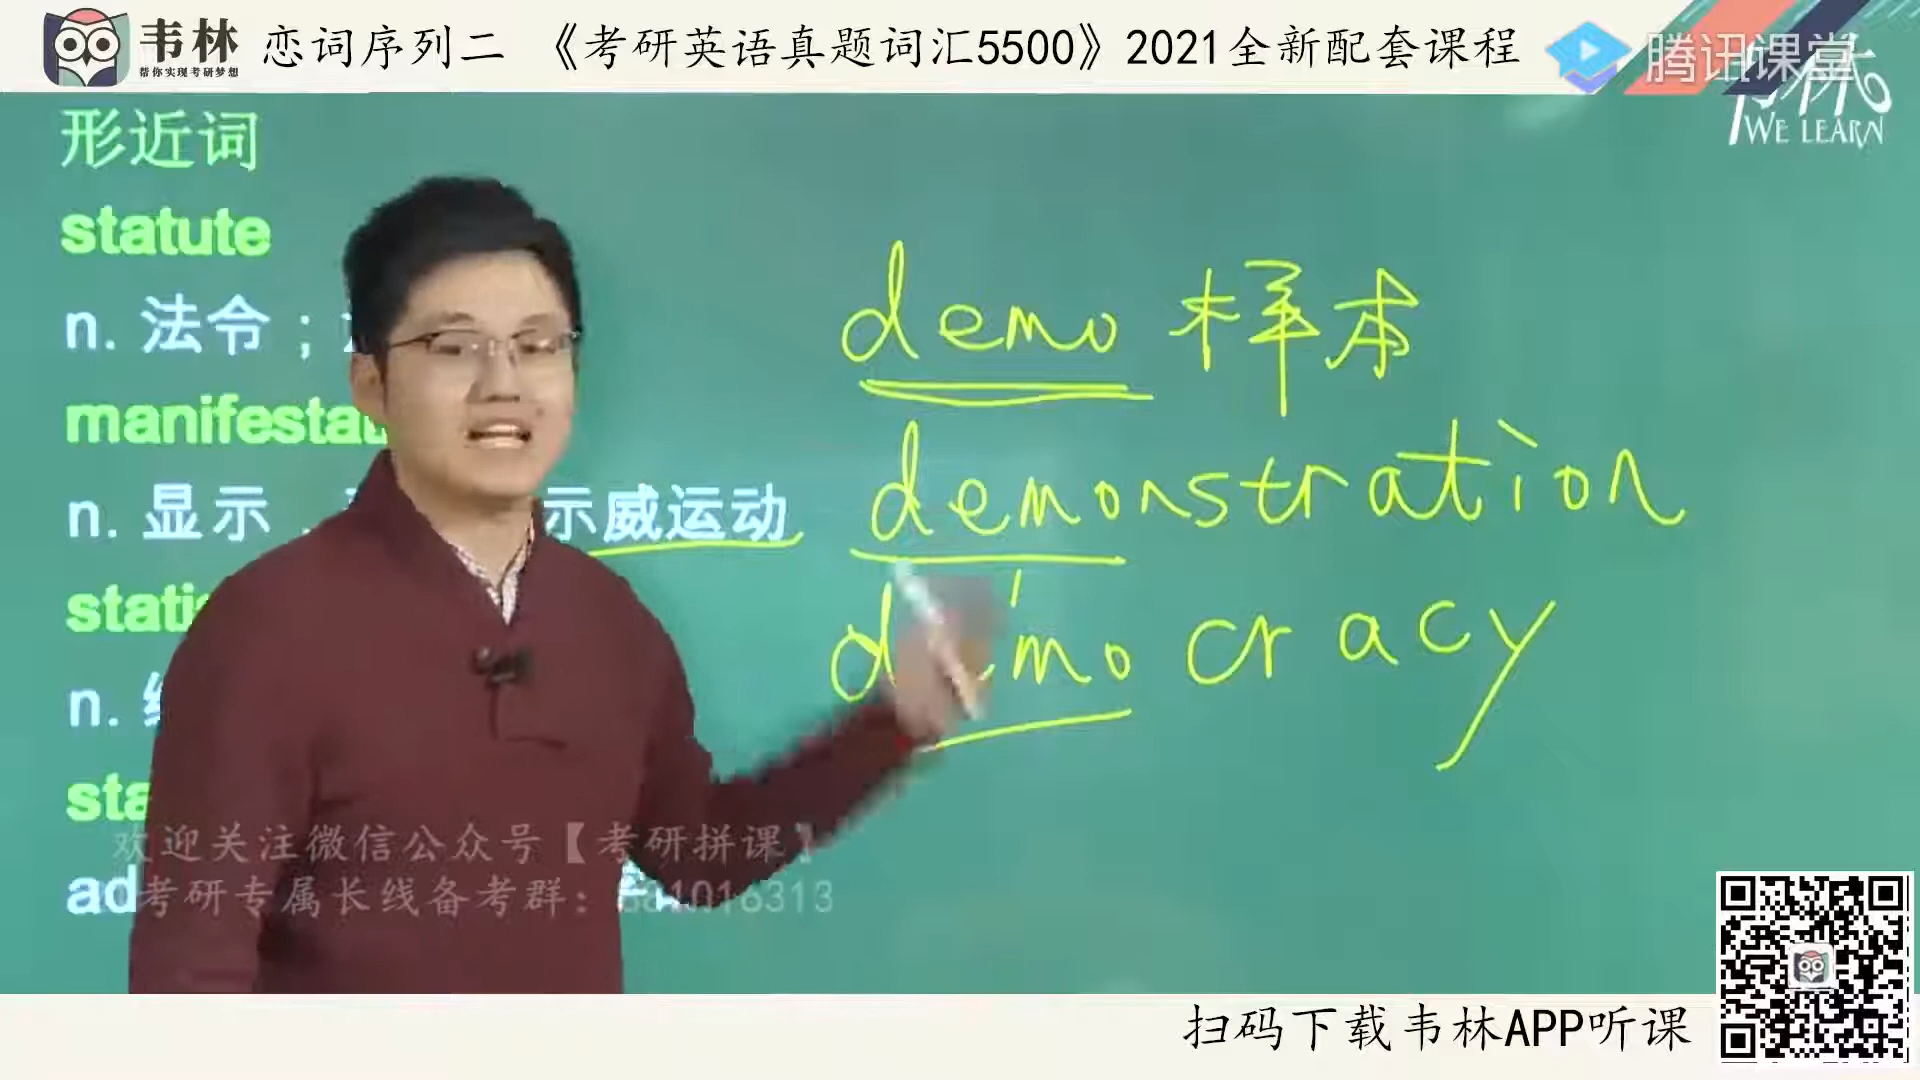 韦林
帮你实现考研梦想
恋词序列二 《考研英语真题词汇5500》2021全新配套课程
腾讯课堂
韦林
WE LEARN
形近词
statute
n. 法令；
manifestat
n. 显示 示威运动
stati
n.
sta
ad
demo 样本
demonstration
democracy
欢迎关注微信公众号【考研拼课】
考研专属长线备考群： 1016313
扫码下载韦林APP听课